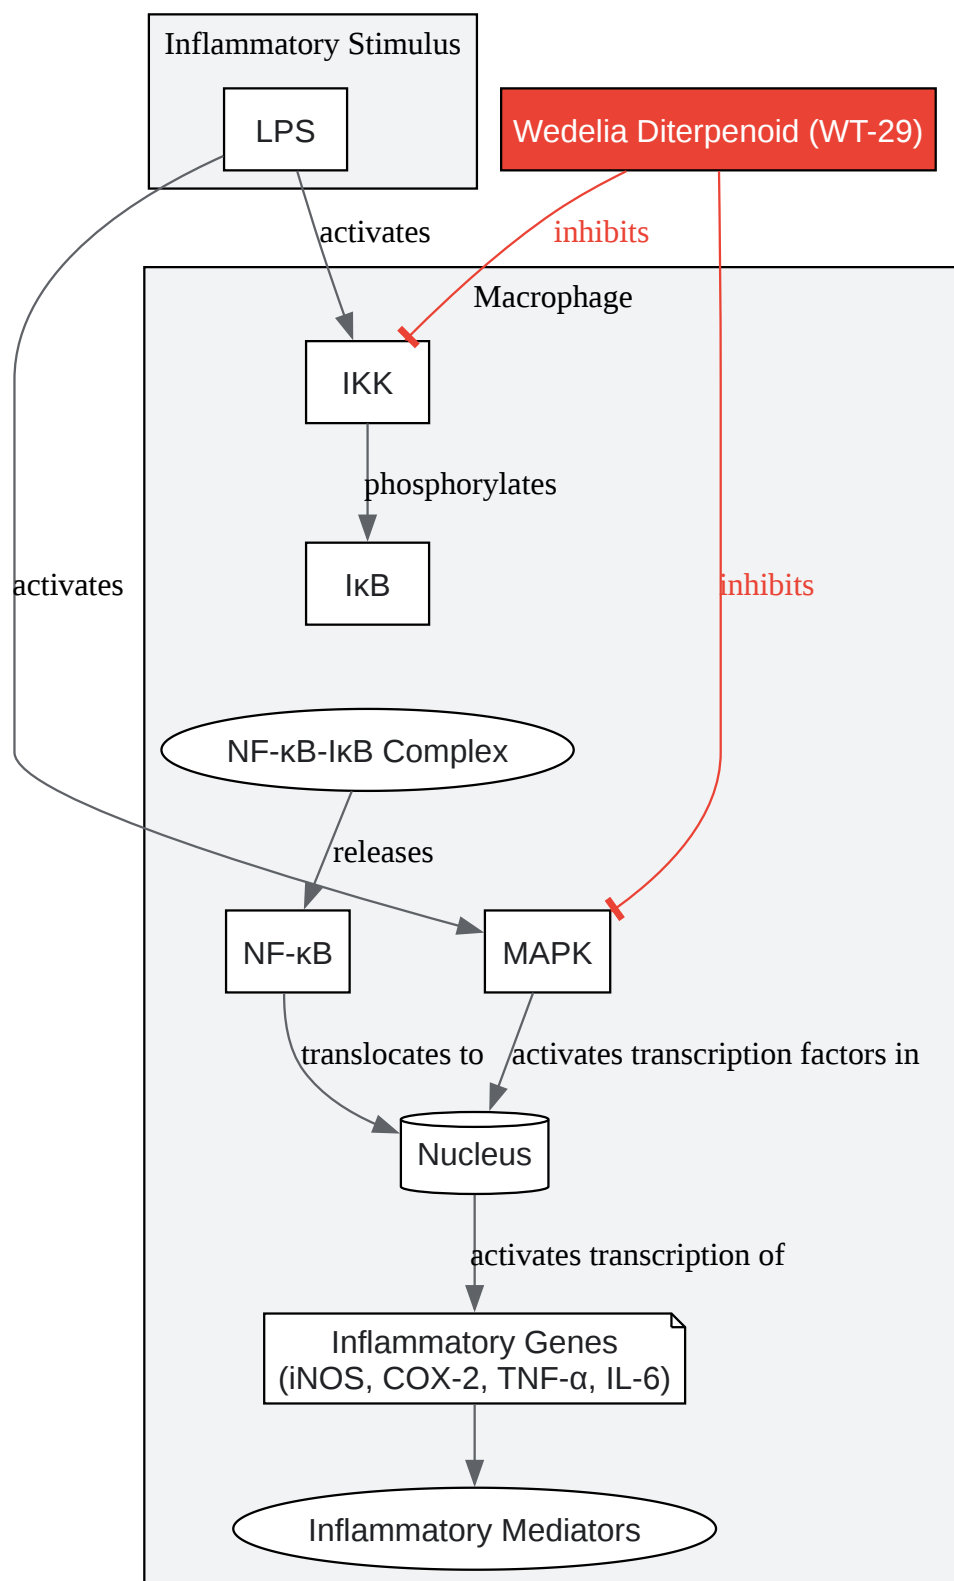 Inflammatory Stimulus
LPS
Wedelia Diterpenoid (WT-29)
activates
inhibits
Macrophage
IKK
phosphorylates
IκB
activates
inhibits
NF-κB-IκB Complex
releases
NF-κB
MAPK
translocates to
activates transcription factors in
Nucleus
activates transcription of
Inflammatory Genes
(iNOS, COX-2, TNF-α, IL-6)
Inflammatory Mediators